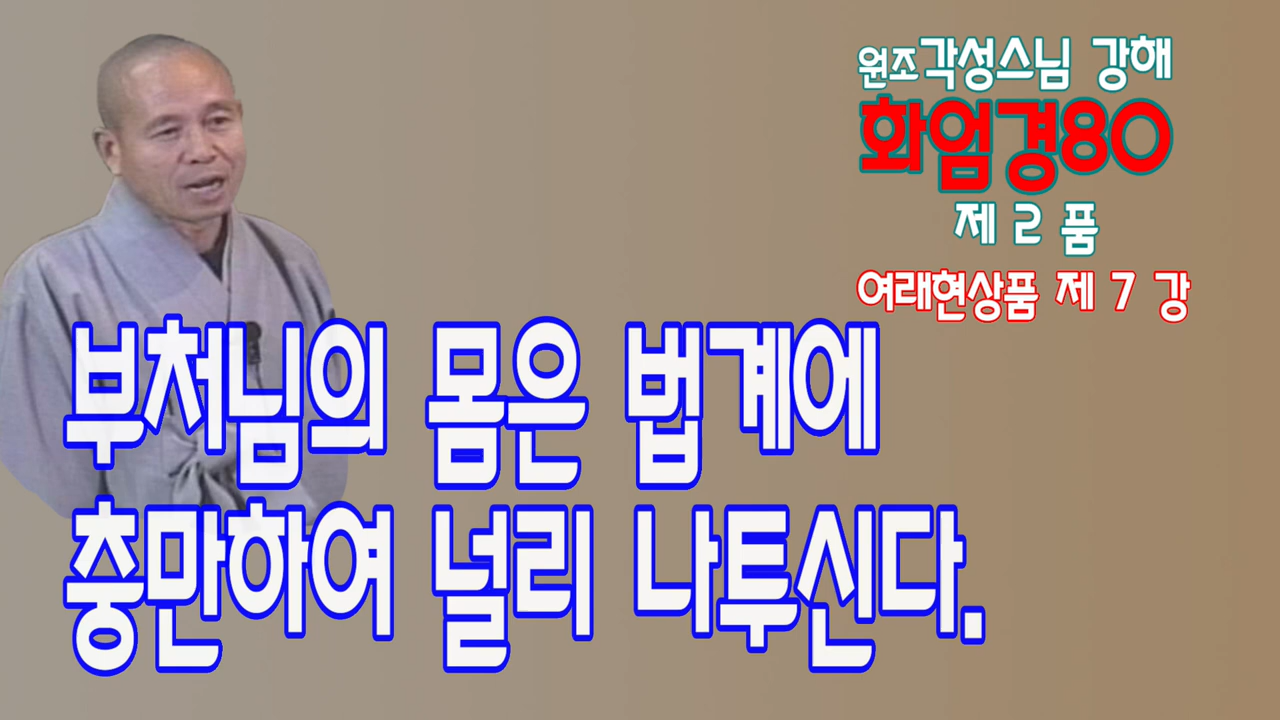 원조각성스님 강해
화엄경80
제 2 품
여래현상품 제 7 강
부처님의 몸은 법계에
충만하여 널리 나투신다.